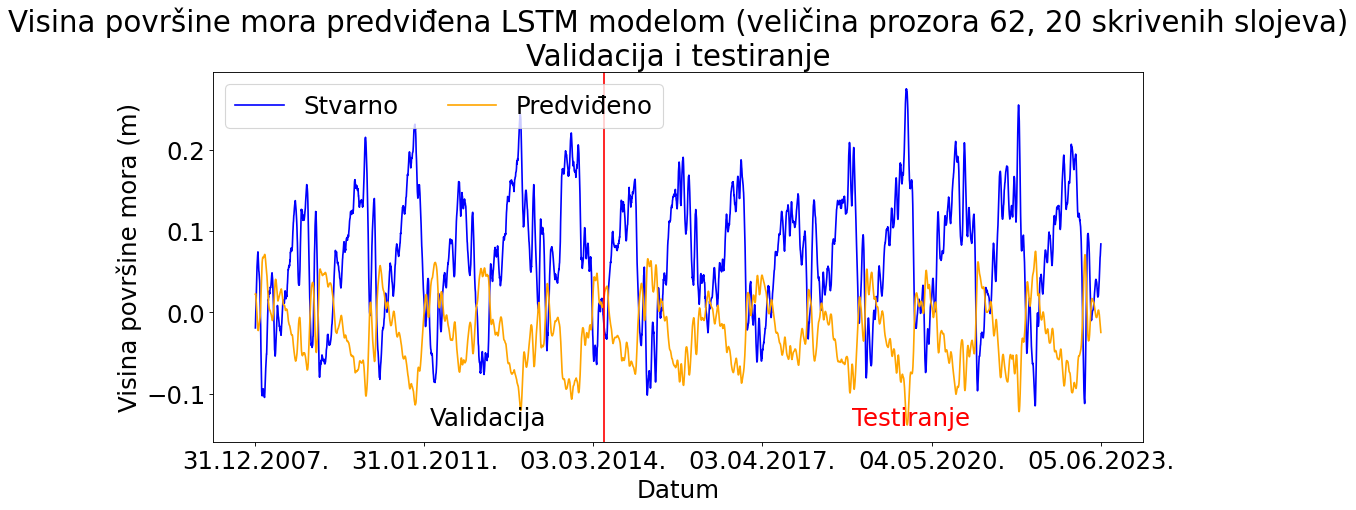 Visina površine mora predviđena LSTM modelom (veličina prozora 62, 20 skrivenih slojeva)
Validacija i testiranje
Stvarno
Predviđeno
Visina površine mora (m)
0.2
0.1
0.0
−0.1
Validacija
Testiranje
31.12.2007.
31.01.2011.
03.03.2014.
03.04.2017.
04.05.2020.
05.06.2023.
Datum